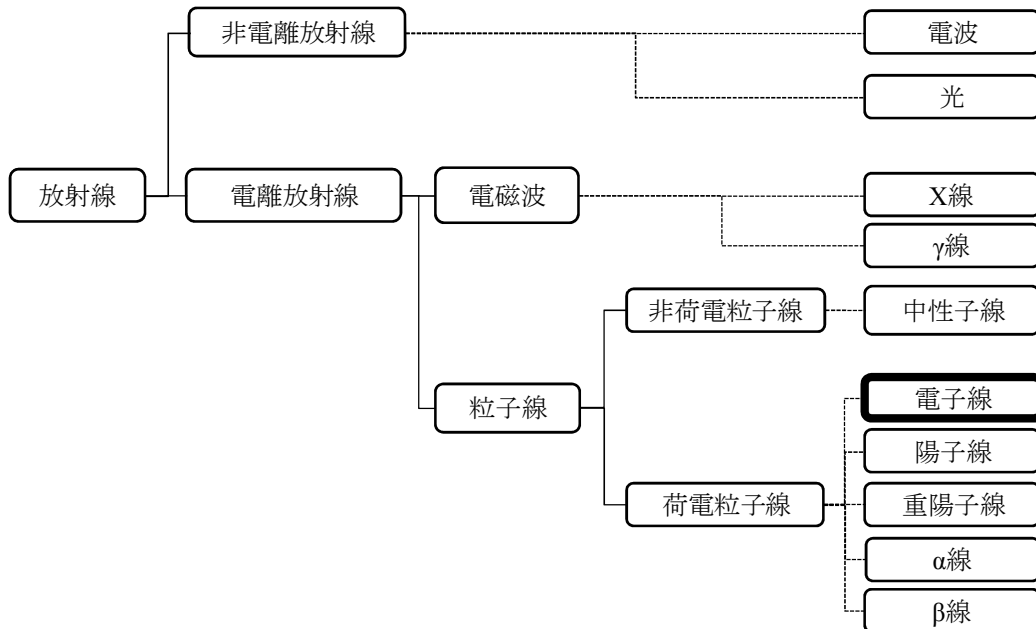 非電離放射線
電波
光
放射線
電離放射線
電磁波
X線
γ線
非荷電粒子線
中性子線
粒子線
電子線
陽子線
荷電粒子線
重陽子線
α線
β線